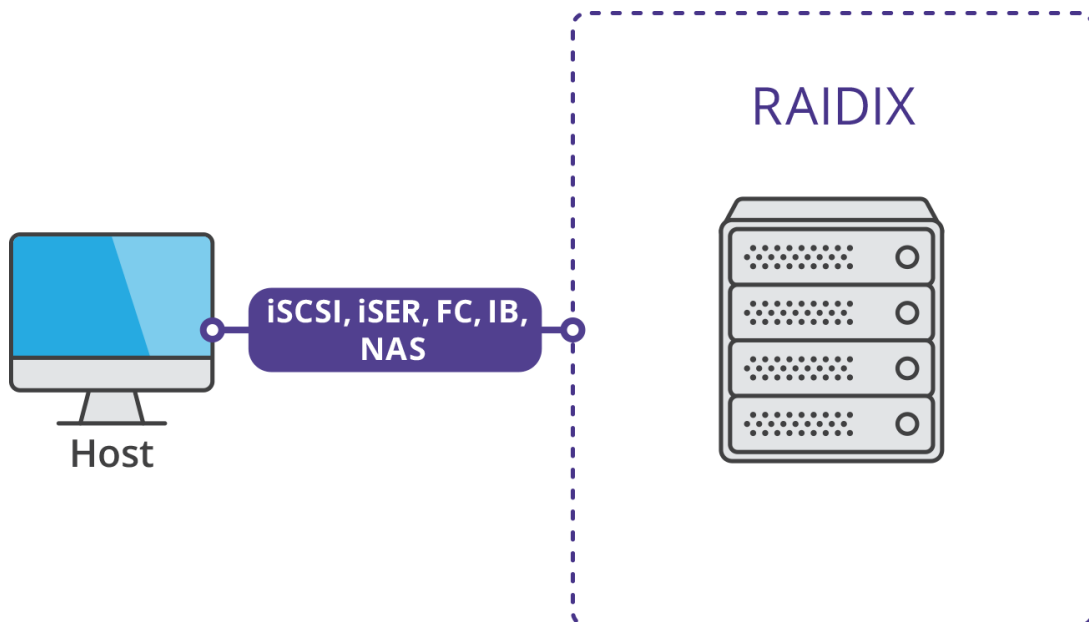 RAIDIX
iSCSI, iSER, FC, IB,
NAS
Host